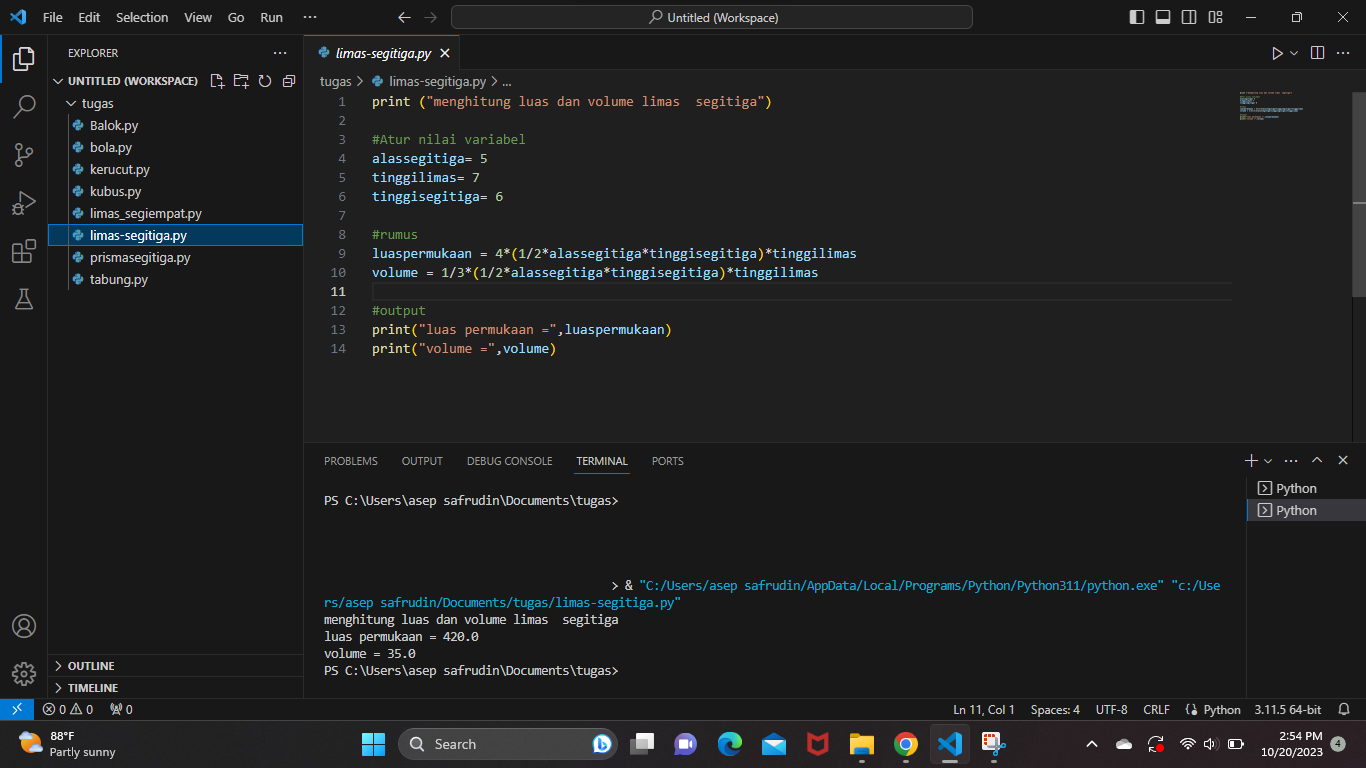 File Edit Selection View Go Run ··· Untitled (Workspace)
EXPLORER ···
UNTITLED (WORKSPACE)
tugas
Balok.py
bola.py
kerucut.py
kubus.py
limas_segiempat.py
limas-segitiga.py
prismasegitiga.py
tabung.py
OUTLINE
TIMELINE
limas-segitiga.py
tugas > limas-segitiga.py > ...
1 print ("menghitung luas dan volume limas  segitiga")
2
3 #Atur nilai variabel
4 alassegitiga= 5
5 tinggilimas= 7
6 tinggisegitiga= 6
7
8 #rumus
9 luaspermukaan = 4*(1/2*alassegitiga*tinggisegitiga)*tinggilimas
10 volume = 1/3*(1/2*alassegitiga*tinggisegitiga)*tinggilimas
11
12 #output
13 print("luas permukaan =",luaspermukaan)
14 print("volume =",volume)
PROBLEMS OUTPUT DEBUG CONSOLE TERMINAL PORTS
Python
Python
PS C:\Users\asep safrudin\Documents\tugas>
> & "C:/Users/asep safrudin/AppData/Local/Programs/Python/Python311/python.exe" "c:/Use
rs/asep safrudin/Documents/tugas/limas-segitiga.py"
menghitung luas dan volume limas  segitiga
luas permukaan = 420.0
volume = 35.0
PS C:\Users\asep safrudin\Documents\tugas>
0 0 0 Ln 11, Col 1 Spaces: 4 UTF-8 CRLF Python 3.11.5 64-bit
88°F
Partly sunny
Search
2:54 PM
10/20/2023
4